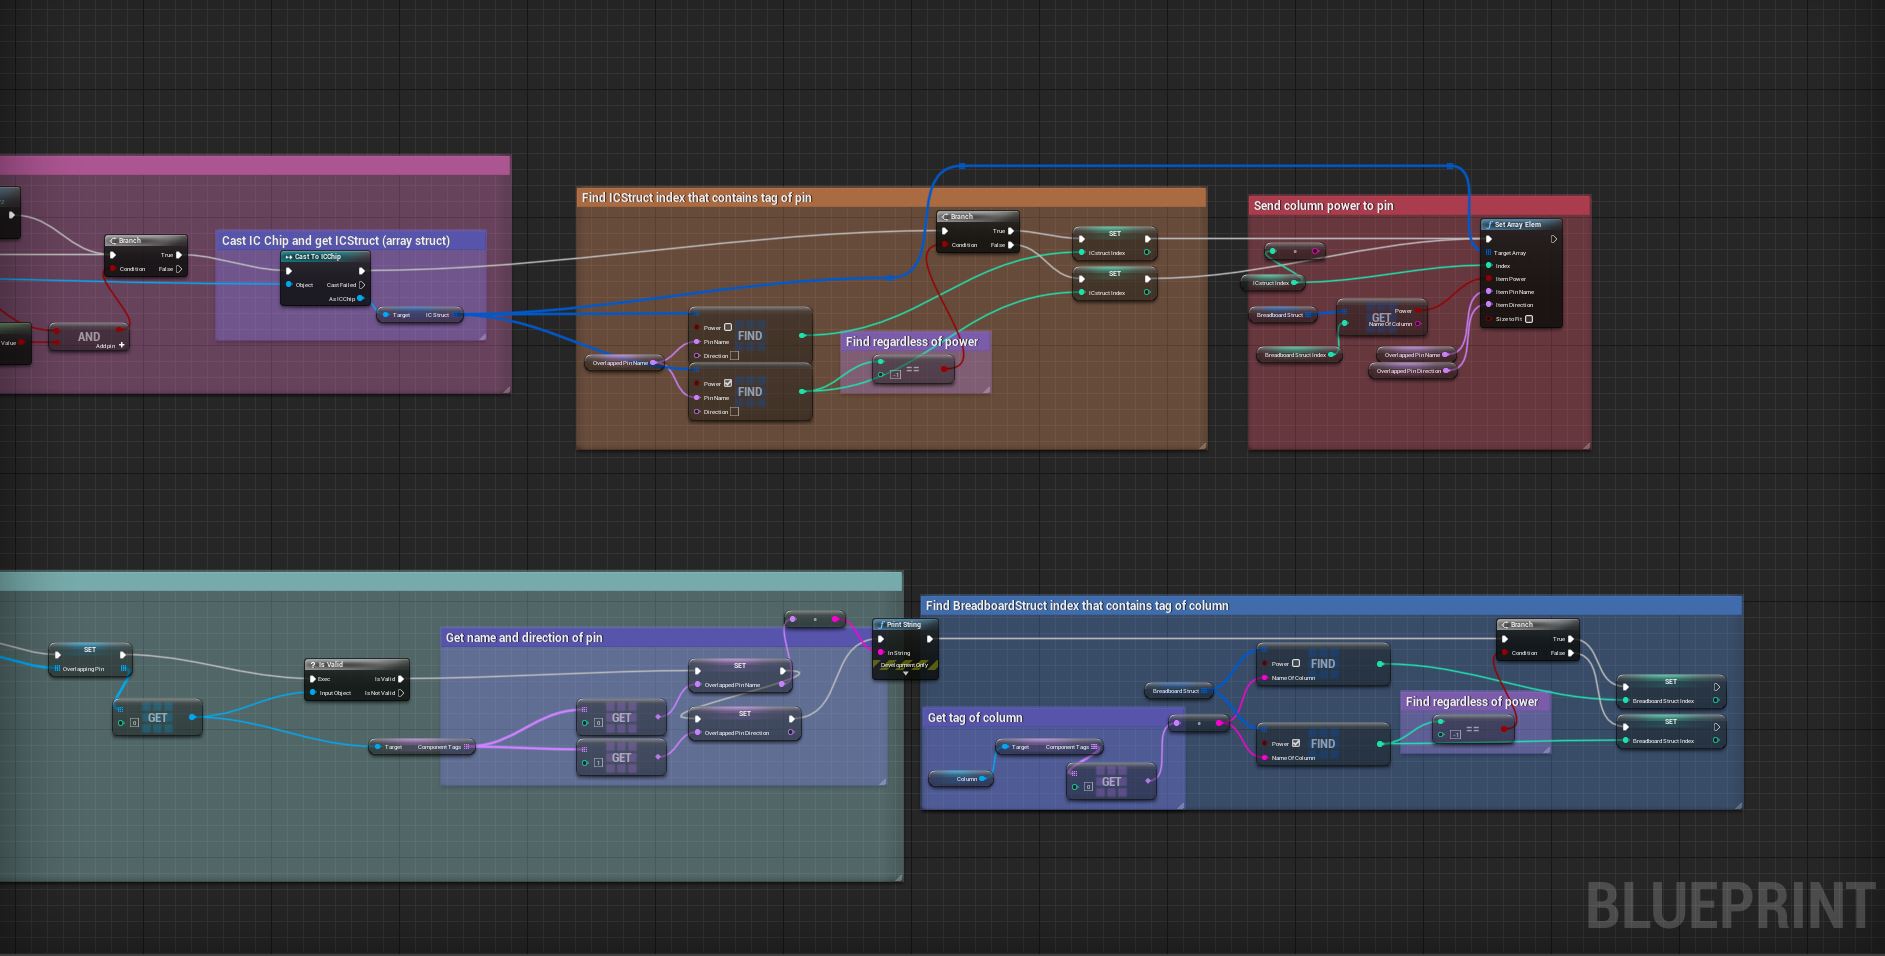 Branch
Condition
True
False
AND
Add pin +
Value
Cast IC Chip and get ICStruct (array struct)
Cast To ICChip
Object
Cast Failed
As ICChip
Target IC Struct
Find ICStruct index that contains tag of pin
Overlapped Pin Name
Power
Pin Name
Direction
FIND
Power
Pin Name
Direction
FIND
Find regardless of power
-1
==
Branch
Condition
True
False
SET
ICstruct Index
SET
ICstruct Index
Send column power to pin
ICstruct Index
Breadboard Struct
Breadboard Struct Index
GET
Power
Name Of Column
Overlapped Pin Name
Overlapped Pin Direction
Set Array Elem
Target Array
Index
Item Power
Item Pin Name
Item Direction
Size to Fit
SET
Overlapping Pin
0
GET
? Is Valid
Exec
Input Object
Is Valid
Is Not Valid
Target Component Tags
Get name and direction of pin
0
GET
1
GET
SET
Overlapped Pin Name
SET
Overlapped Pin Direction
Print String
In String
Development Only
Find BreadboardStruct index that contains tag of column
Get tag of column
Column
Target Component Tags
0
GET
Breadboard Struct
Power
Name Of Column
FIND
Power
Name Of Column
FIND
Find regardless of power
-1
==
Branch
Condition
True
False
SET
Breadboard Struct Index
SET
Breadboard Struct Index
BLUEPRINT